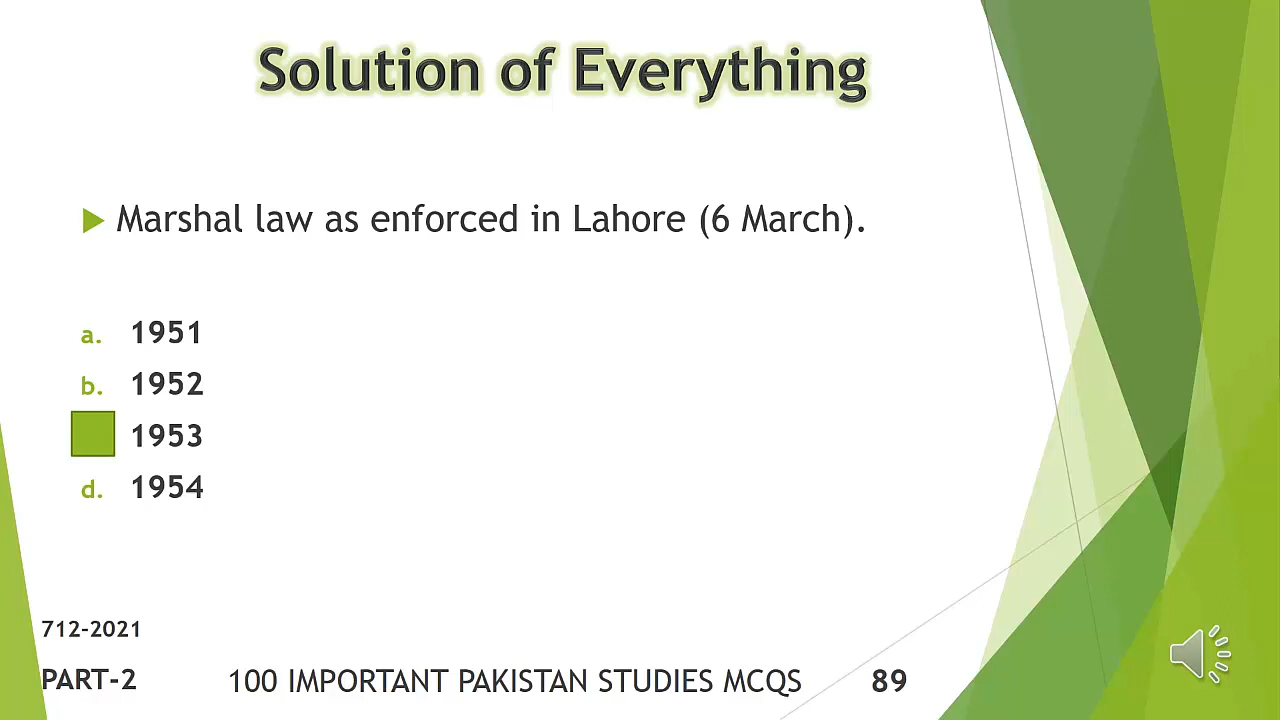 Solution of Everything
Marshal law as enforced in Lahore (6 March).
a. 1951
b. 1952
1953
d. 1954
712-2021
PART-2 100 IMPORTANT PAKISTAN STUDIES MCQS 89